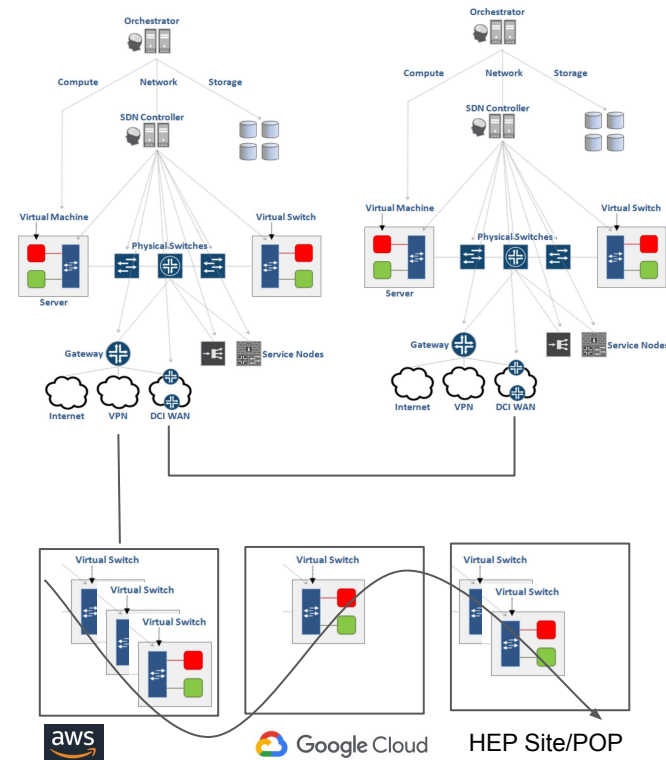 Orchestrator
Compute
Network
Storage
SDN Controller
Virtual Machine
Virtual Switch
Physical Switches
Server
Gateway
Service Nodes
Internet
VPN
DCI WAN
Orchestrator
Compute
Network
Storage
SDN Controller
Virtual Machine
Virtual Switch
Physical Switches
Server
Gateway
Service Nodes
Internet
VPN
DCI WAN
Virtual Switch
Virtual Switch
Virtual Switch
Virtual Switch
Virtual Switch
Virtual Switch
aws
Google Cloud
HEP Site/POP